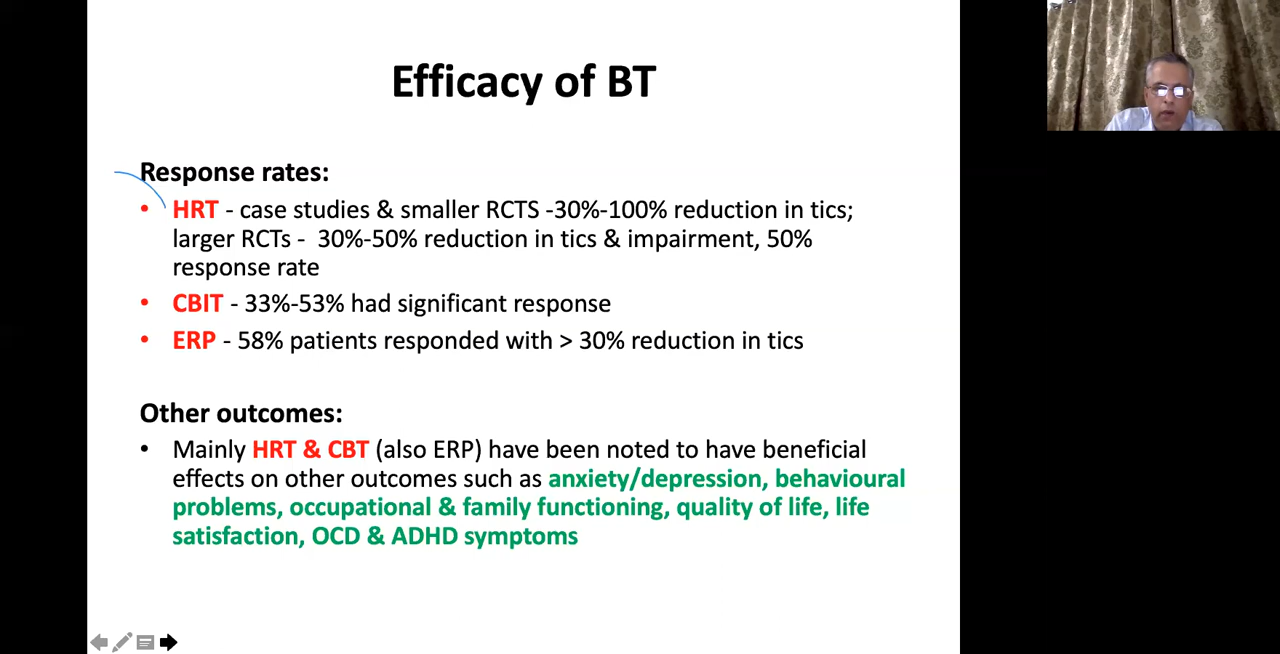 Efficacy of BT
Response rates:
• HRT - case studies & smaller RCTS -30%-100% reduction in tics;
larger RCTs - 30%-50% reduction in tics & impairment, 50%
response rate
• CBIT - 33%-53% had significant response
• ERP - 58% patients responded with > 30% reduction in tics
Other outcomes:
• Mainly HRT & CBT (also ERP) have been noted to have beneficial
effects on other outcomes such as anxiety/depression, behavioural
problems, occupational & family functioning, quality of life, life
satisfaction, OCD & ADHD symptoms